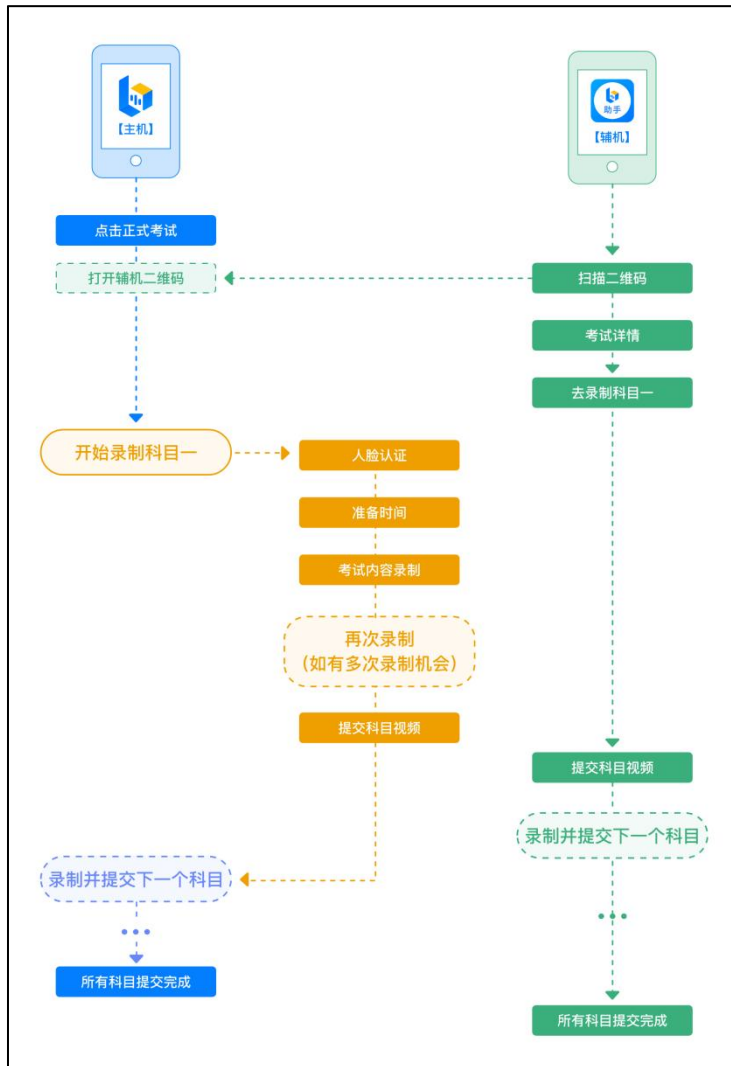 【主机】
助手
【辅机】
点击正式考试
打开辅机二维码
扫描二维码
考试详情
去录制科目一
开始录制科目一
人脸认证
准备时间
考试内容录制
再次录制
（如有多次录制机会）
提交科目视频
提交科目视频
录制并提交下一个科目
录制并提交下一个科目
所有科目提交完成
所有科目提交完成